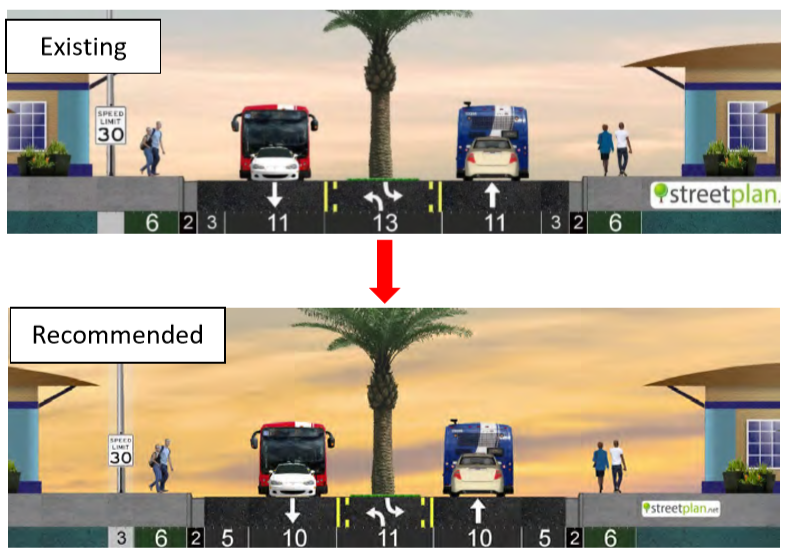 Existing
SPEED
LIMIT
30
streetplan.
6 2 3 11 13 11 3 2 6
Recommended
SPEED
LIMIT
30
streetplan.net
3 6 2 5 10 11 10 5 2 6